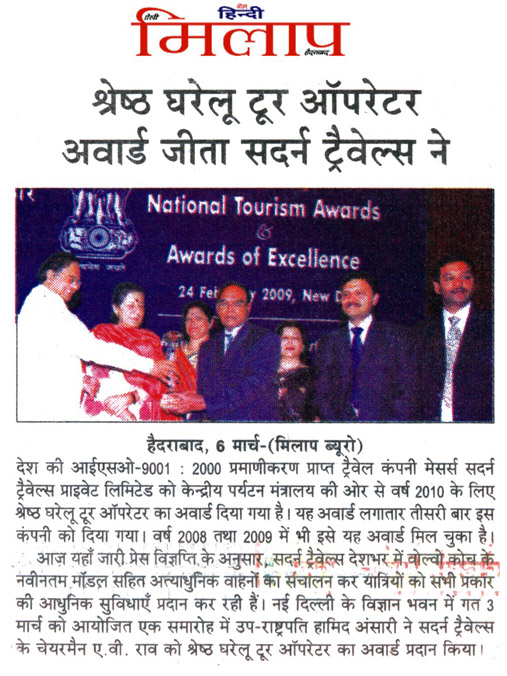 डेली
हिन्दी
मिलाप
हैदराबाद
श्रेष्ठ घरेलू टूर ऑपरेटर
अवार्ड जीता सदर्न ट्रैवेल्स ने
National Tourism Awards
&
Awards of Excellence
24 Feb y 2009, New D
हैदराबाद, 6 मार्च-(मिलाप ब्यूरो)
देश की आईएसओ-9001 : 2000 प्रमाणीकरण प्राप्त ट्रैवेल कंपनी मेसर्स सदर्न
ट्रैवेल्स प्राइवेट लिमिटेड को केन्द्रीय पर्यटन मंत्रालय की ओर से वर्ष 2010 के लिए
श्रेष्ठ घरेलू टूर ऑपरेटर का अवार्ड दिया गया है। यह अवार्ड लगातार तीसरी बार इस
कंपनी को दिया गया। वर्ष 2008 तथा 2009 में भी इसे यह अवार्ड मिल चुका है।
आज यहाँ जारी प्रेस विज्ञप्ति के अनुसार, सदर्न ट्रैवेल्स देशभर में वोल्वो कोच के
नवीनतम मॉडल सहित अत्याधुनिक वाहनों का संचालन कर यात्रियों को सभी प्रकार
की आधुनिक सुविधाएँ प्रदान कर रही हैं। नई दिल्ली के विज्ञान भवन में गत 3
मार्च को आयोजित एक समारोह में उप-राष्ट्रपति हामिद अंसारी ने सदर्न ट्रैवेल्स
के चेयरमैन ए.वी. राव को श्रेष्ठ घरेलू टूर ऑपरेटर का अवार्ड प्रदान किया।